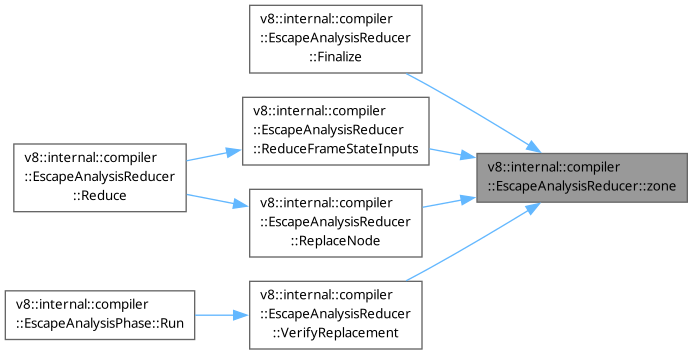 v8::internal::compiler
::EscapeAnalysisReducer
::Finalize
v8::internal::compiler
::EscapeAnalysisReducer
::ReduceFrameStateInputs
v8::internal::compiler
::EscapeAnalysisReducer
::Reduce
v8::internal::compiler
::EscapeAnalysisReducer::zone
v8::internal::compiler
::EscapeAnalysisReducer
::ReplaceNode
v8::internal::compiler
::EscapeAnalysisPhase::Run
v8::internal::compiler
::EscapeAnalysisReducer
::VerifyReplacement